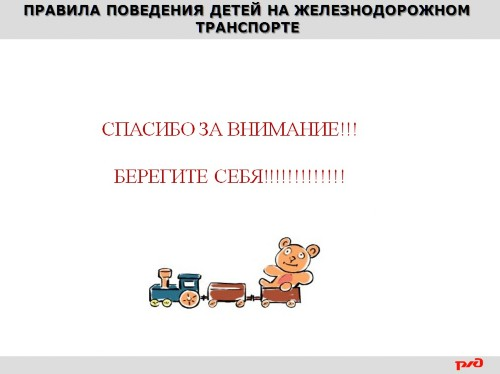 ПРАВИЛА ПОВЕДЕНИЯ ДЕТЕЙ НА ЖЕЛЕЗНОДОРОЖНОМ
ТРАНСПОРТЕ
СПАСИБО ЗА ВНИМАНИЕ!!!
БЕРЕГИТЕ СЕБЯ!!!!!!!!!!!!!!
ржд